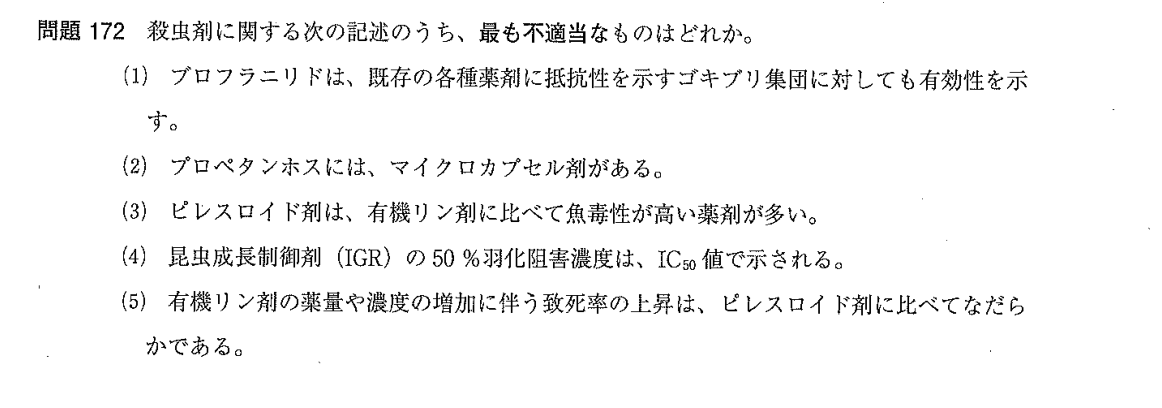 問題 172 殺虫剤に関する次の記述のうち、最も不適当なものはどれか。
(1) ブロフラニリドは、既存の各種薬剤に抵抗性を示すゴキブリ集団に対しても有効性を示
す。
(2) プロペタンホスには、マイクロカプセル剤がある。
(3) ピレスロイド剤は、有機リン剤に比べて魚毒性が高い薬剤が多い。
(4) 昆虫成長制御剤（IGR）の 50 %羽化阻害濃度は、IC50 値で示される。
(5) 有機リン剤の薬量や濃度の増加に伴う致死率の上昇は、ピレスロイド剤に比べてなだら
かである。